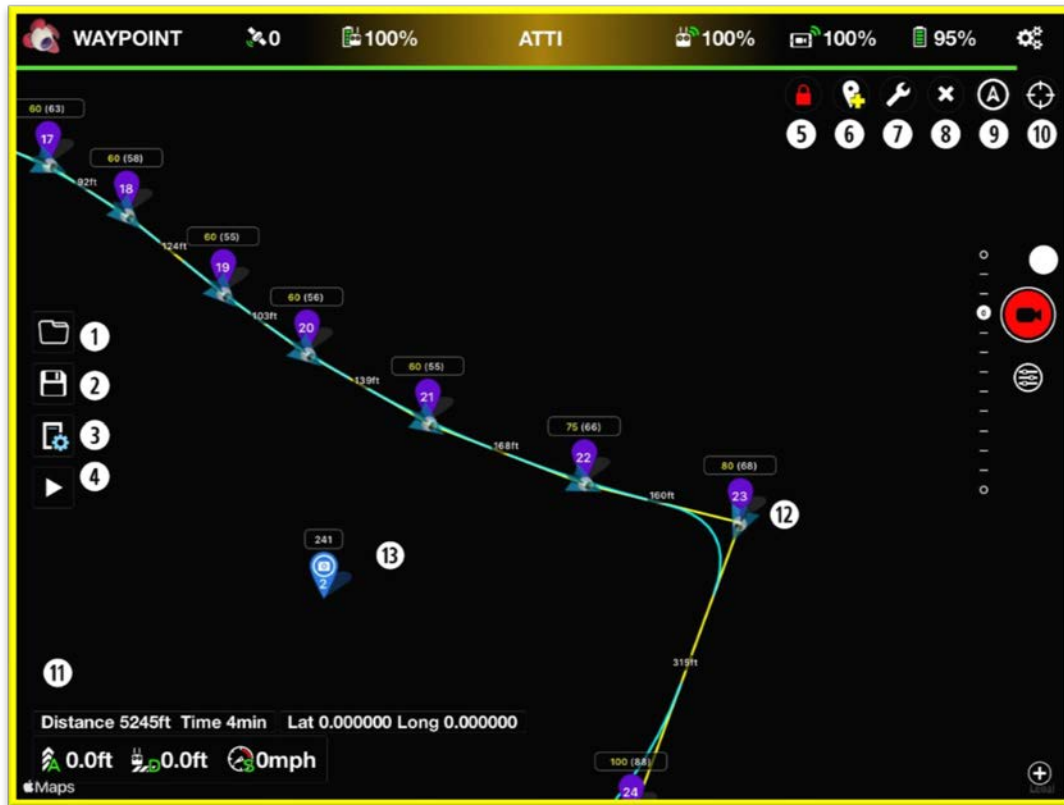 WAYPOINT 0 100% ATTI 100% 100% 95%
60 (63)
17
5 6 7 8 9 10
A
60 (58)
18
92ft
60 (55)
124ft
19
60 (56)
103ft
20
1
0
60 (55)
139ft
21
2
75 (66)
168ft
22
3
80 (68)
160ft
23
4
12
241
2
13
315ft
11
Distance 5245ft Time 4min Lat 0.000000 Long 0.000000
A 0.0ft D 0.0ft S 0mph
100 (88)
24
Maps
Legal